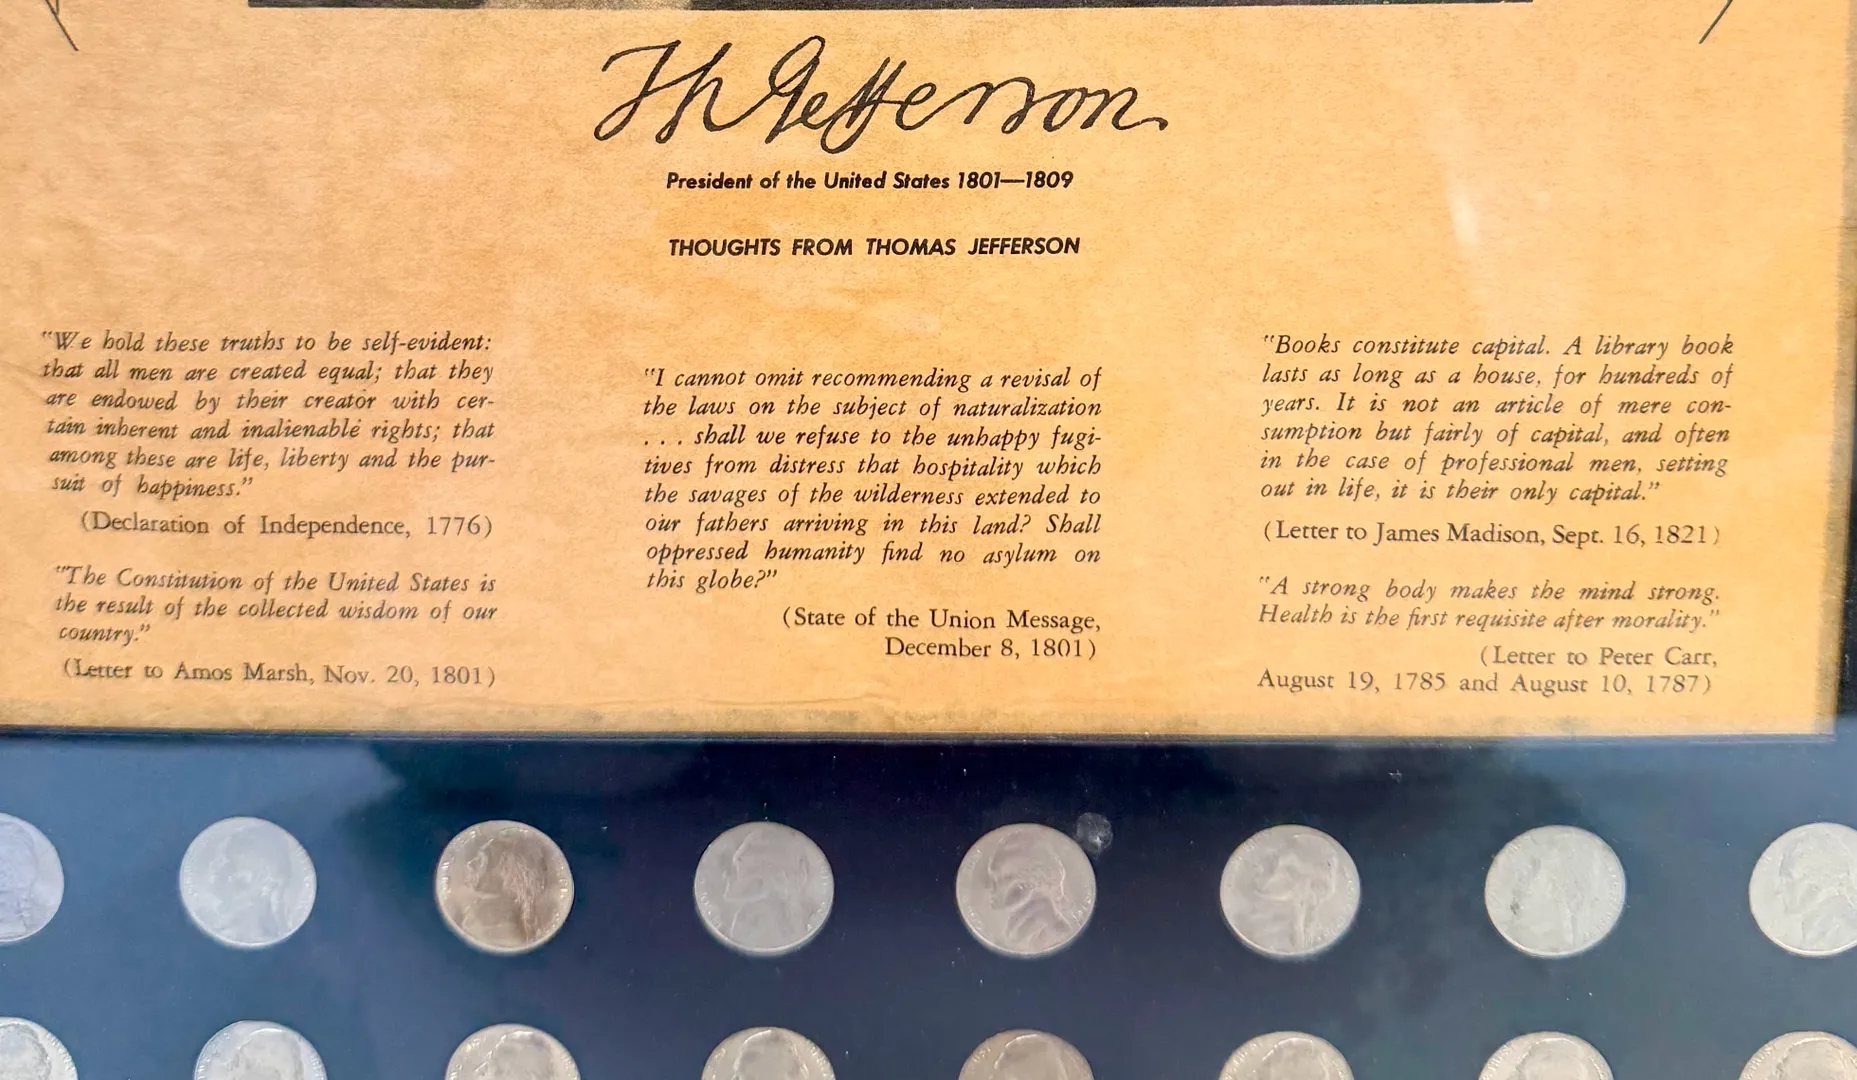 Th Jefferson
President of the United States 1801—1809
THOUGHTS FROM THOMAS JEFFERSON
"We hold these truths to be self-evident:
that all men are created equal; that they
are endowed by their creator with cer-
tain inherent and inalienable rights; that
among these are life, liberty and the pur-
suit of happiness."
(Declaration of Independence, 1776)
"The Constitution of the United States is
the result of the collected wisdom of our
country."
(Letter to Amos Marsh, Nov. 20, 1801)
"I cannot omit recommending a revisal of
the laws on the subject of naturalization
. . . shall we refuse to the unhappy fugi-
tives from distress that hospitality which
the savages of the wilderness extended to
our fathers arriving in this land? Shall
oppressed humanity find no asylum on
this globe?"
(State of the Union Message,
December 8, 1801)
"Books constitute capital. A library book
lasts as long as a house, for hundreds of
years. It is not an article of mere con-
sumption but fairly of capital, and often
in the case of professional men, setting
out in life, it is their only capital."
(Letter to James Madison, Sept. 16, 1821)
"A strong body makes the mind strong.
Health is the first requisite after morality."
(Letter to Peter Carr,
August 19, 1785 and August 10, 1787)